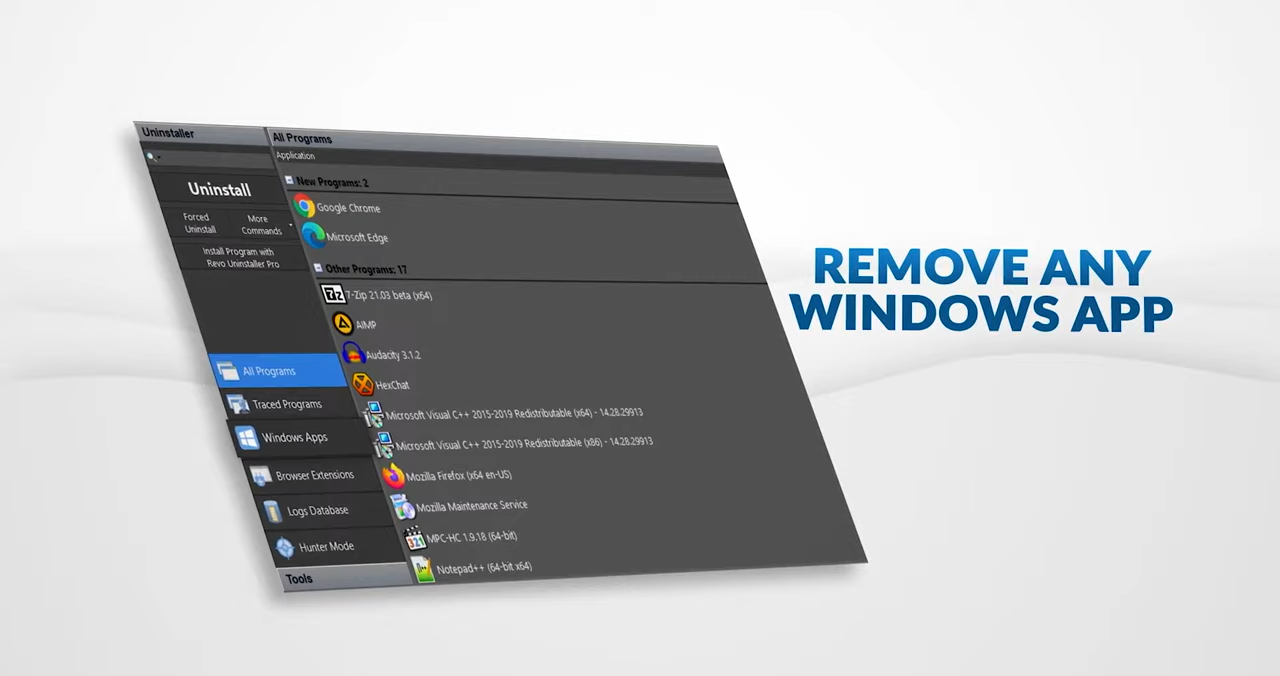 Uninstaller
Uninstall
Forced
Uninstall
More
Commands
Install Program with
Revo Uninstaller Pro
All Programs
Traced Programs
Windows Apps
Browser Extensions
Logs Database
Hunter Mode
Tools
All Programs
Application
New Programs: 2
Google Chrome
Microsoft Edge
Other Programs: 17
7-Zip 21.03 beta (x64)
AIMP
Audacity 3.1.2
HexChat
Microsoft Visual C++ 2015-2019 Redistributable (x64) - 14.28.29913
Microsoft Visual C++ 2015-2019 Redistributable (x86) - 14.28.29913
Mozilla Firefox (x64 en-US)
Mozilla Maintenance Service
MPC-HC 1.9.18 (64-bit)
Notepad++ (64-bit x64)
REMOVE ANY
WINDOWS APP